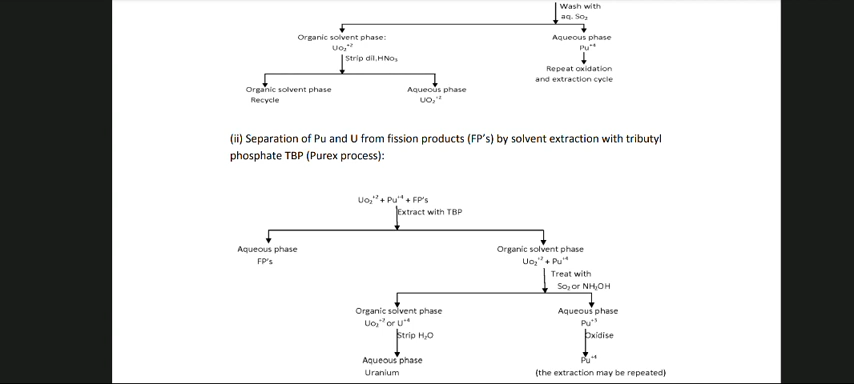 Wash with
aq. So₂
Organic solvent phase:
Uo₂⁺²
Aqueous phase
Pu⁺⁴
Strip dil.HNo₃
Repeat oxidation
and extraction cycle
Organic solvent phase
Recycle
Aqueous phase
UO₂⁺²
(ii) Separation of Pu and U from fission products (FP's) by solvent extraction with tributyl
phosphate TBP (Purex process):
Uo₂⁺² + Pu⁺⁴ + FP's
Extract with TBP
Aqueous phase
FP's
Organic solvent phase
Uo₂⁺² + Pu⁺⁴
Treat with
So₂ or NH₂OH
Organic solvent phase
Uo₂⁺² or U⁺⁴
Aqueous phase
Pu⁺³
Strip H₂O
Oxidise
Aqueous phase
Uranium
Pu⁺⁴
(the extraction may be repeated)